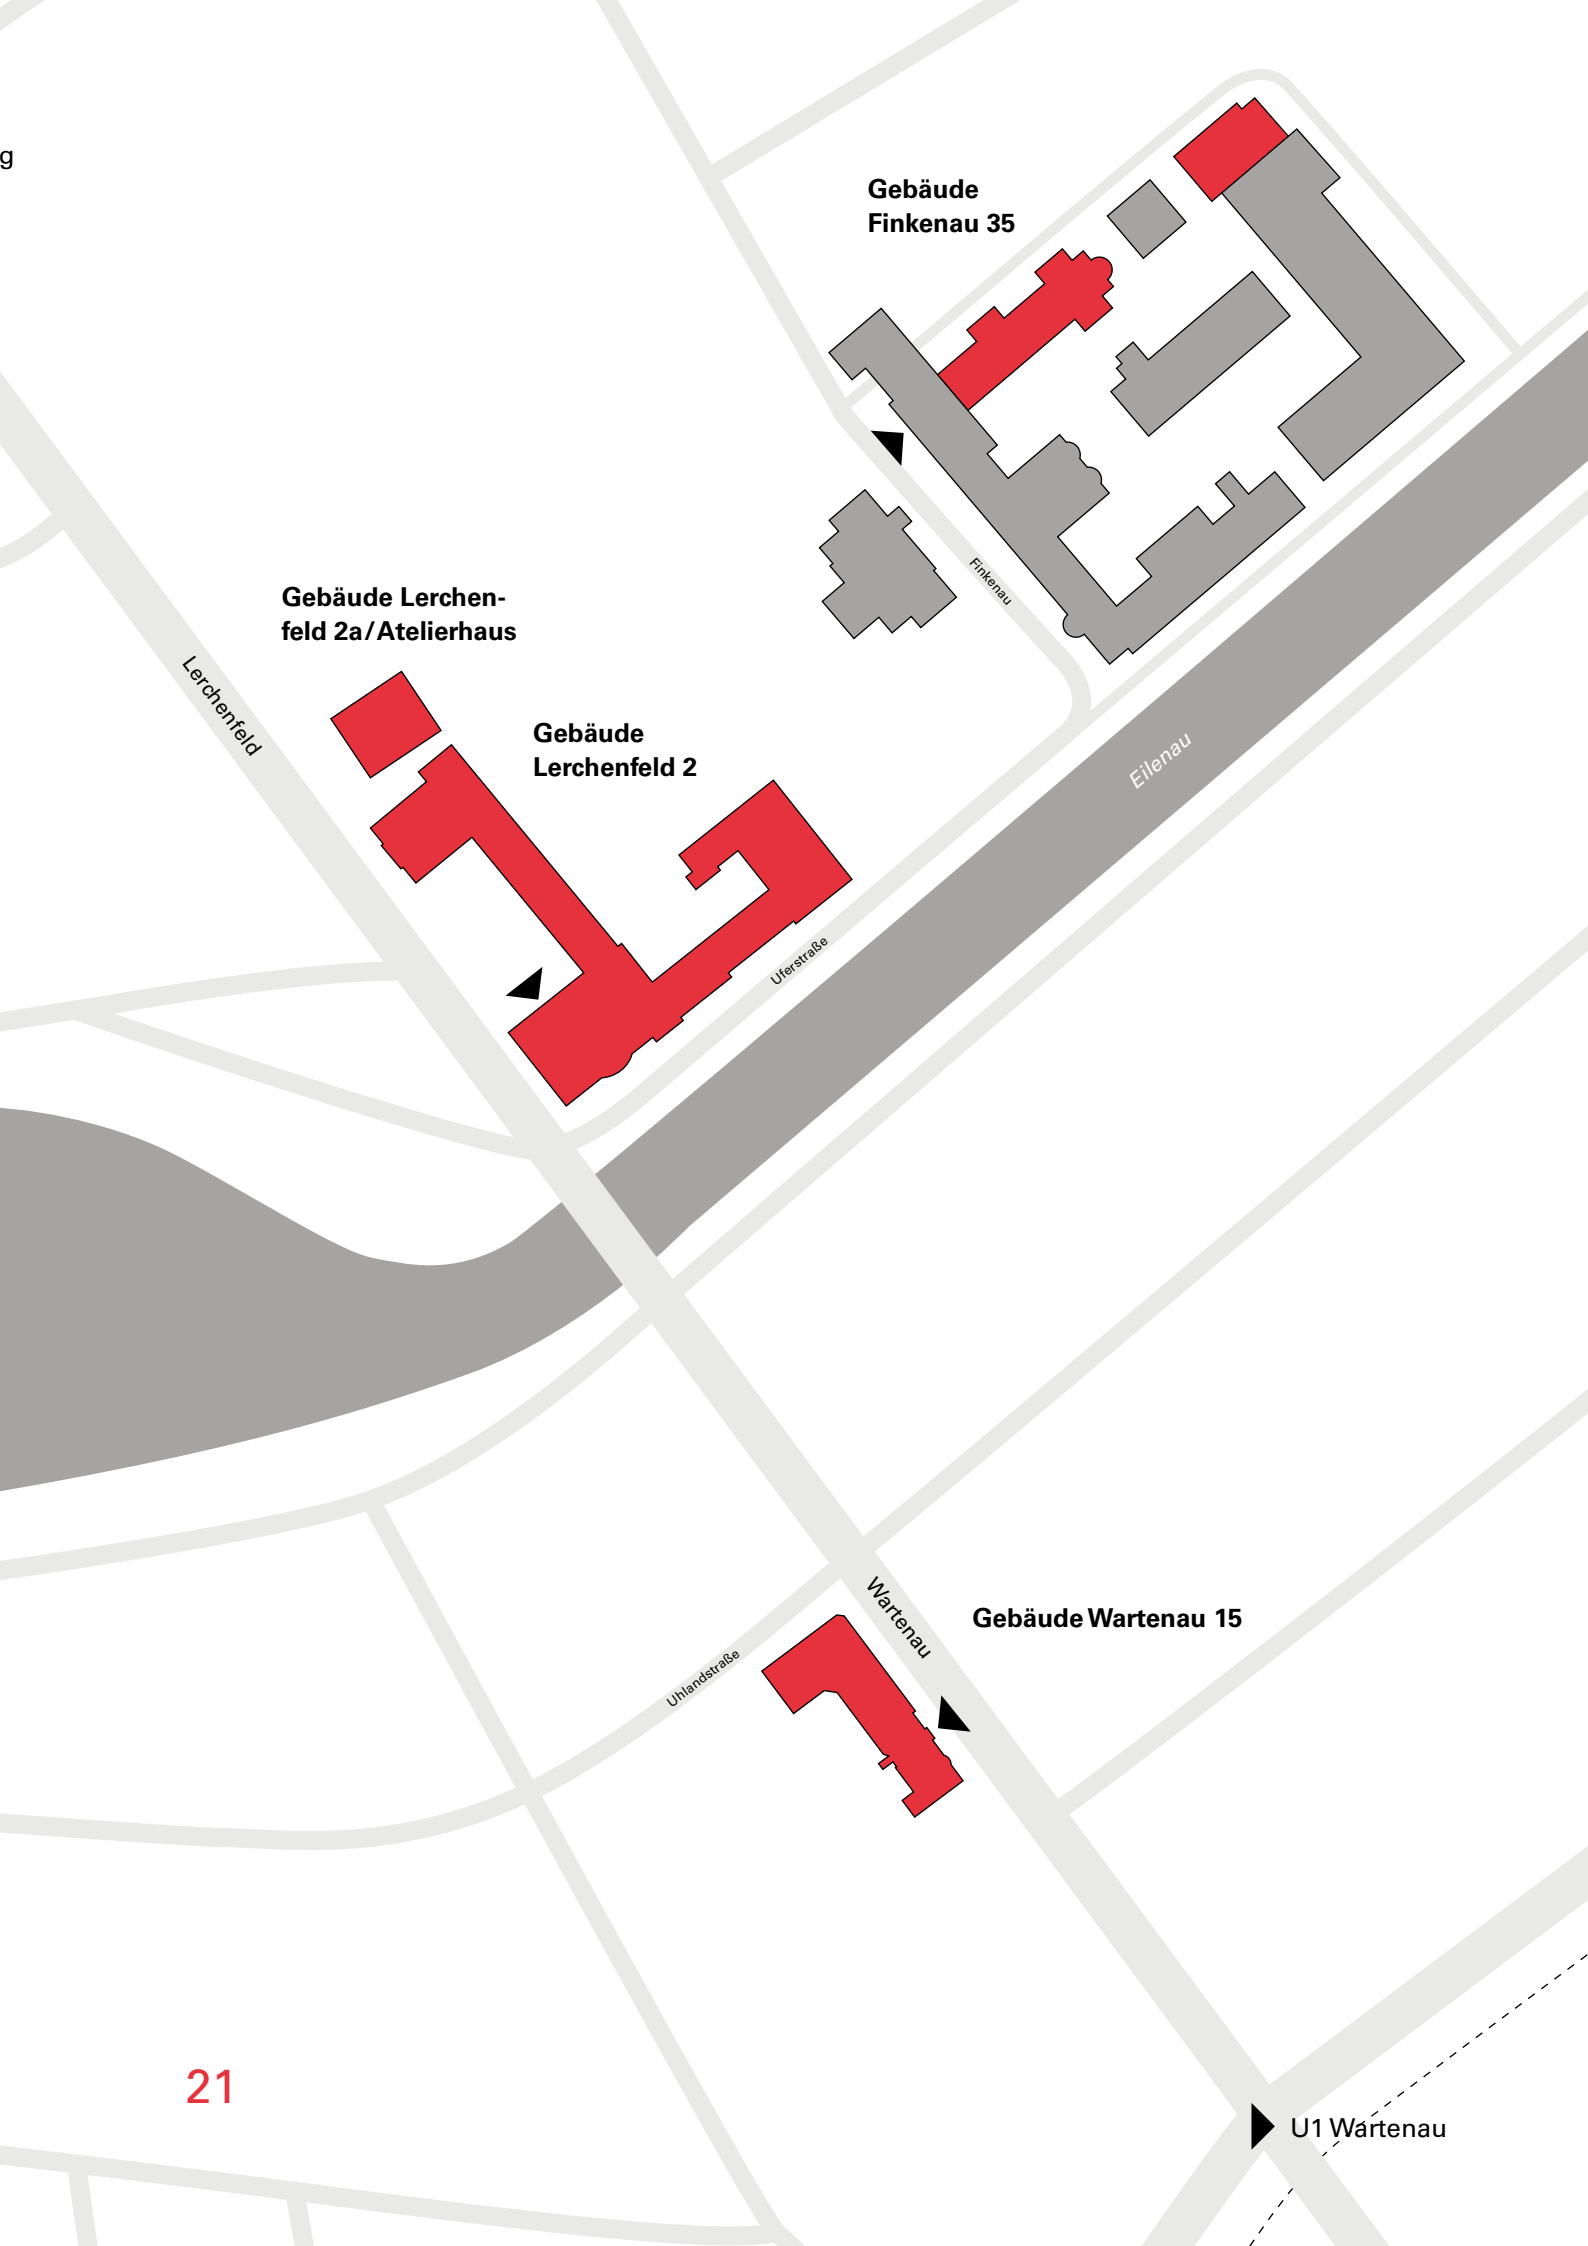 g
Gebäude
Finkenau 35
Finkenau
Gebäude Lerchen-
feld 2a/Atelierhaus
Lerchenfeld
Gebäude
Lerchenfeld 2
Eilenau
Uferstraße
Wartenau
Gebäude Wartenau 15
Uhlandstraße
21
U1 Wartenau